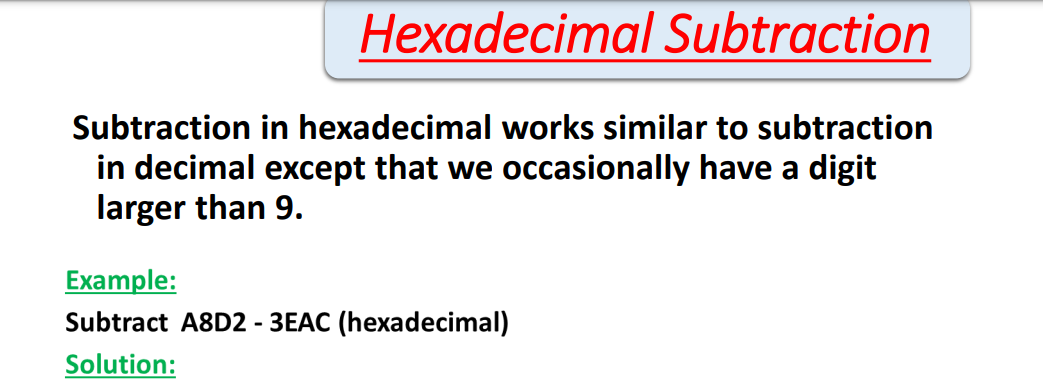 Hexadecimal Subtraction
Subtraction in hexadecimal works similar to subtraction
in decimal except that we occasionally have a digit
larger than 9.
Example:
Subtract A8D2 - 3EAC (hexadecimal)
Solution: